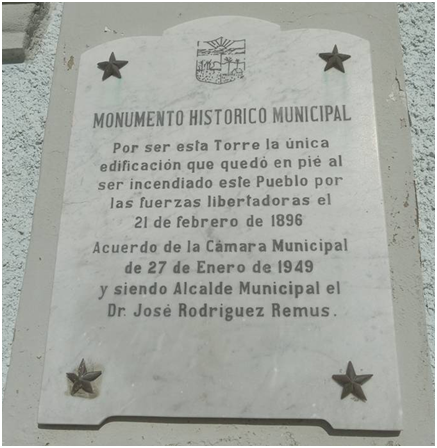 MONUMENTO HISTORICO MUNICIPAL
Por ser esta Torre la única
edificación que quedó en pié al
ser incendiado este Pueblo por
las fuerzas libertadoras el
21 de febrero de 1896
Acuerdo de la Cámara Municipal
de 27 de Enero de 1949
y siendo Alcalde Municipal el
Dr. José Rodríguez Remus.